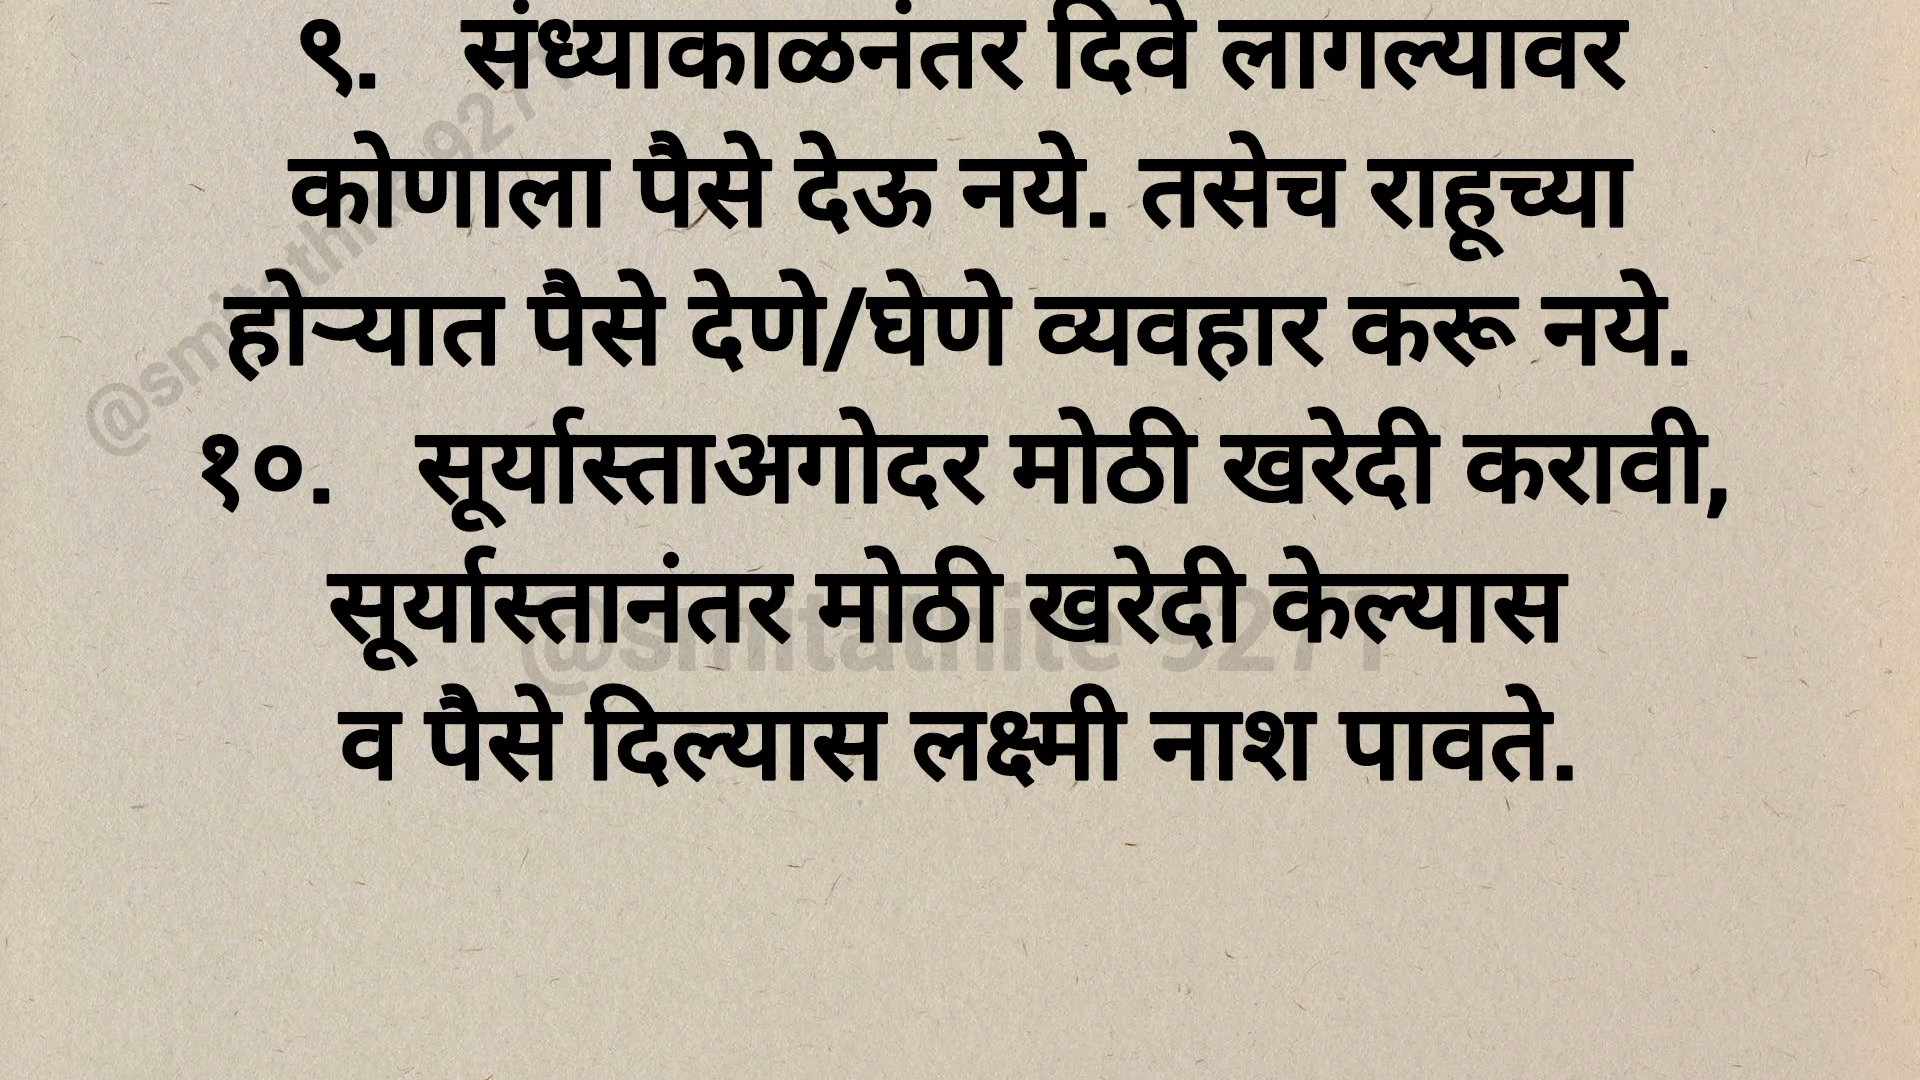 ९. संध्याकाळनंतर दिवे लागल्यावर
कोणाला पैसे देऊ नये. तसेच राहूच्या
होऱ्यात पैसे देणे/घेणे व्यवहार करू नये.
१०. सूर्यास्ताअगोदर मोठी खरेदी करावी,
सूर्यास्तानंतर मोठी खरेदी केल्यास
व पैसे दिल्यास लक्ष्मी नाश पावते.